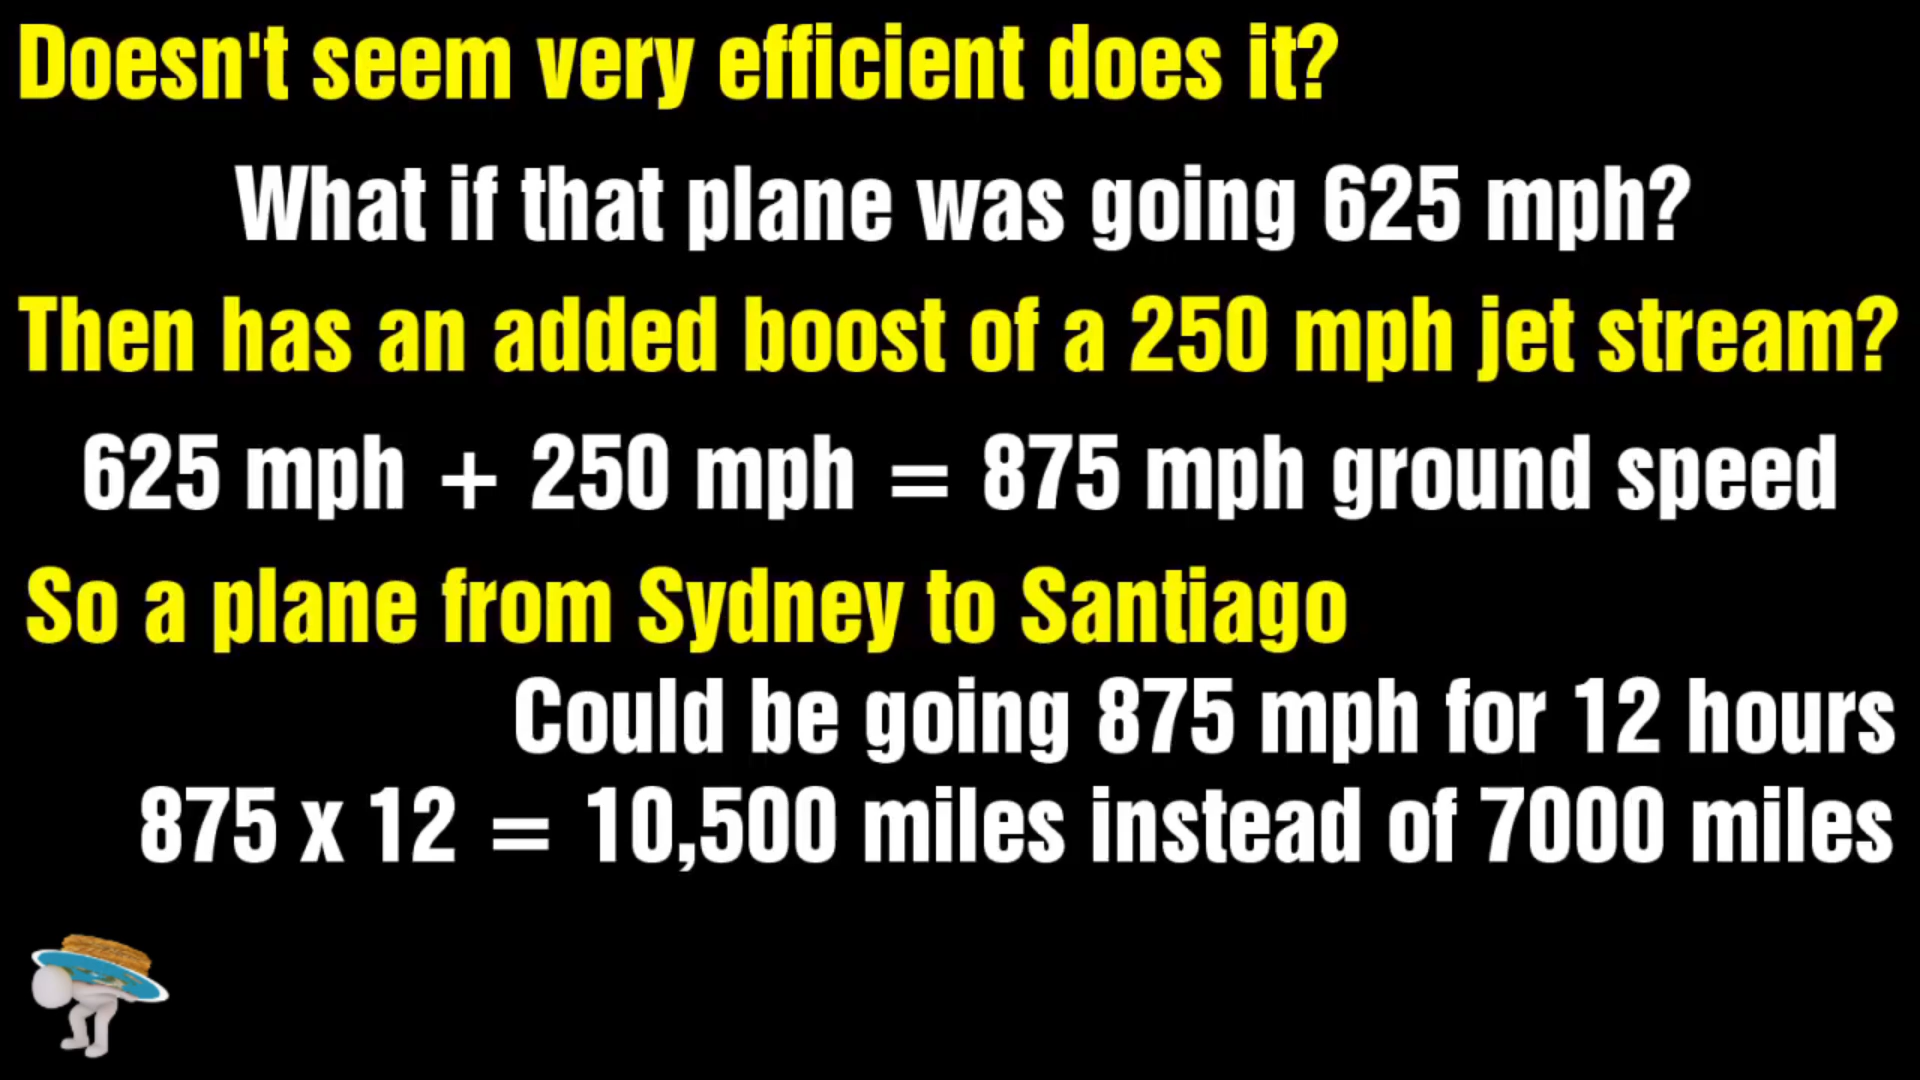 Doesn't seem very efficient does it?
What if that plane was going 625 mph?
Then has an added boost of a 250 mph jet stream?
625 mph + 250 mph = 875 mph ground speed
So a plane from Sydney to Santiago
Could be going 875 mph for 12 hours
875 x 12 = 10,500 miles instead of 7000 miles